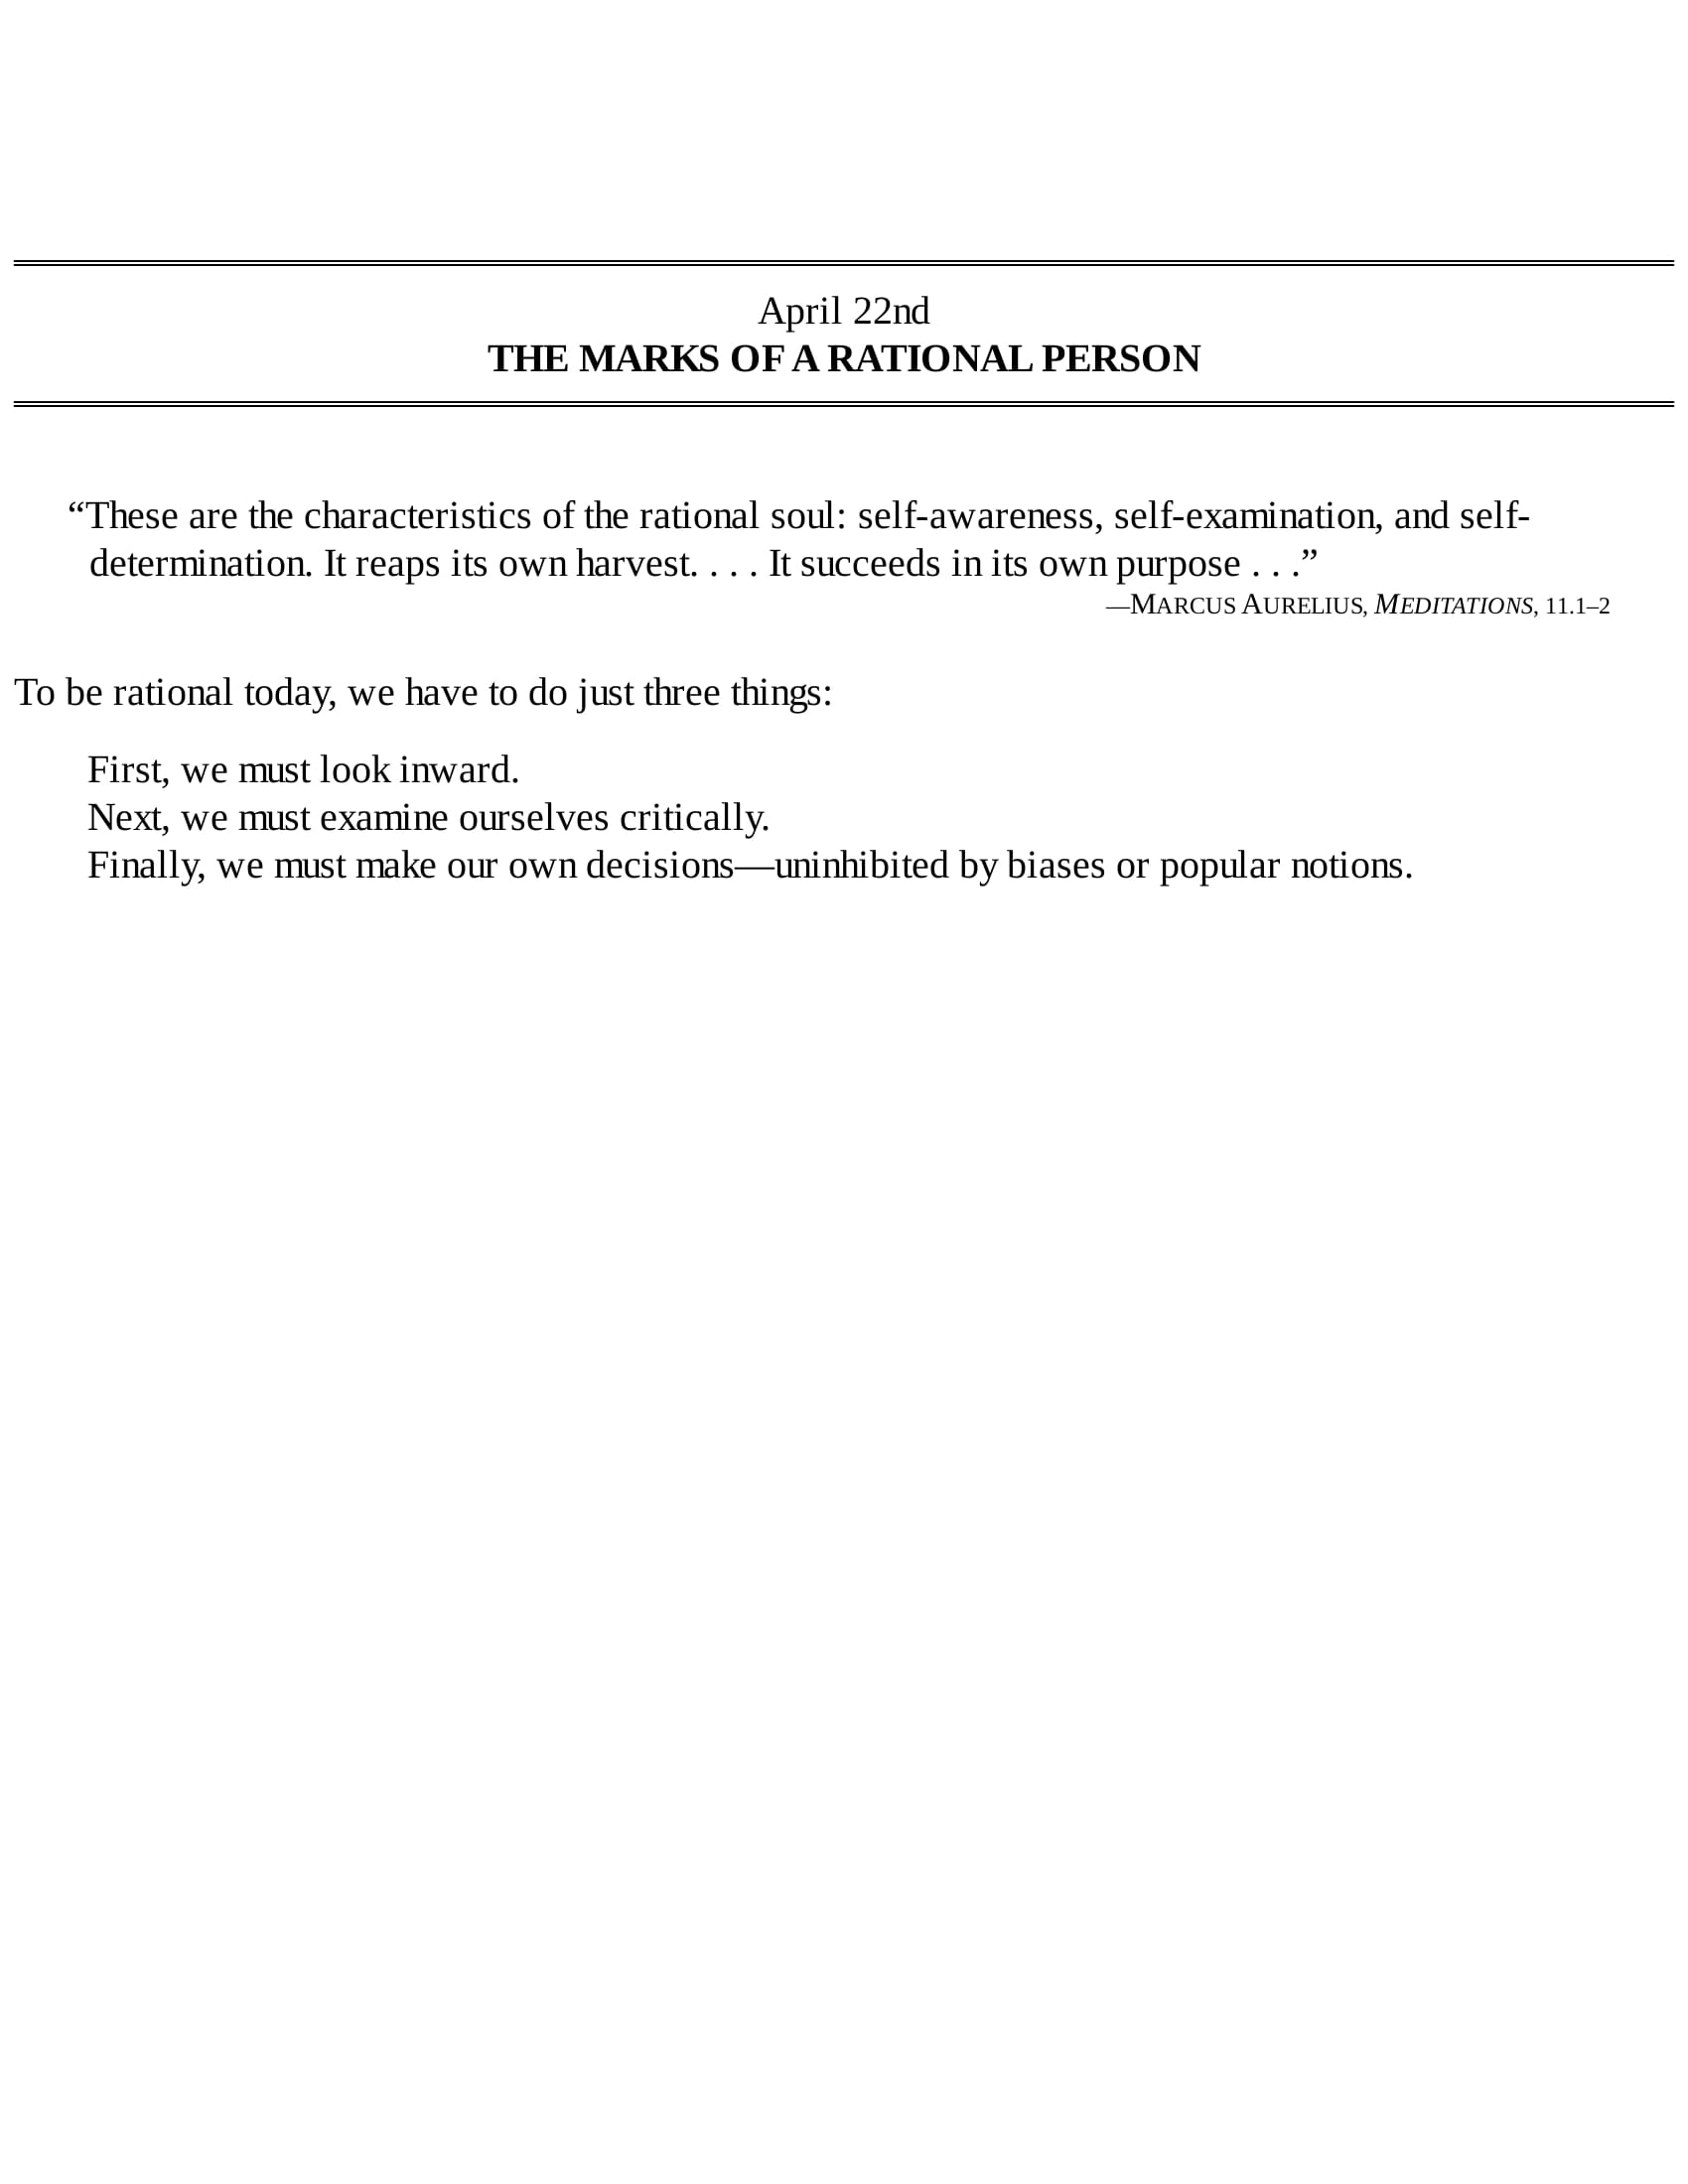 April 22nd
THE MARKS OF A RATIONAL PERSON
“These are the characteristics of the rational soul: self-awareness, self-examination, and self-
determination. It reaps its own harvest. . . . It succeeds in its own purpose . . .”
—MARCUS AURELIUS, MEDITATIONS, 11.1–2
To be rational today, we have to do just three things:
First, we must look inward.
Next, we must examine ourselves critically.
Finally, we must make our own decisions—uninhibited by biases or popular notions.